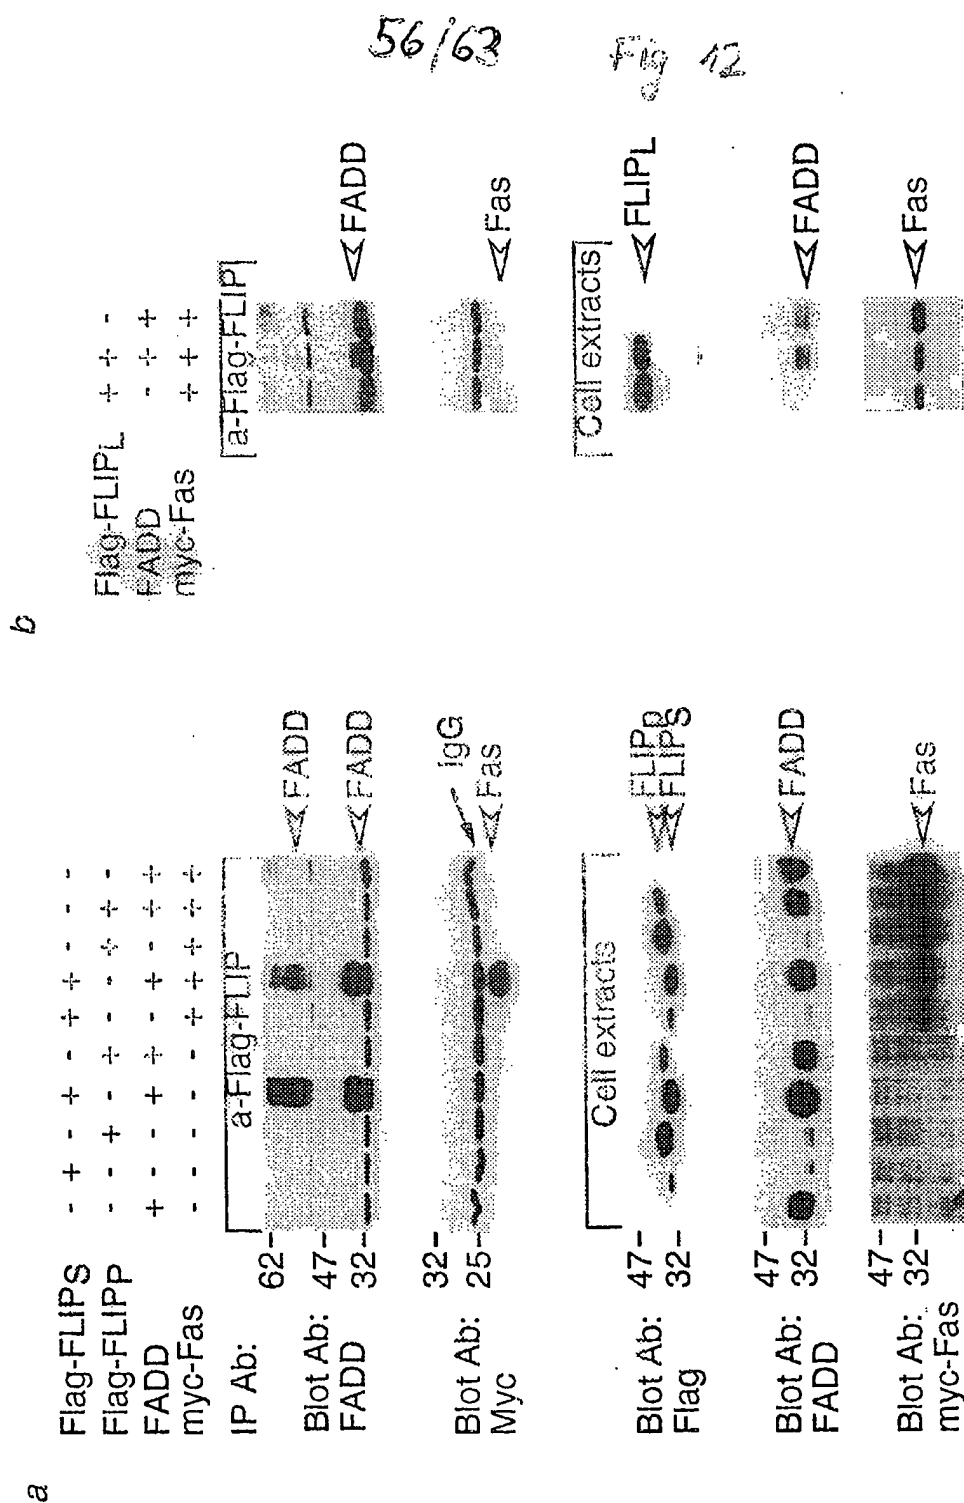 56/63
Fig 12
a
Flag-FLIPS - + - + - + + - - -
Flag-FLIPP - - + - + - - + + -
FADD + - - + + - + - + +
myc-Fas - - - - - + + + + +
IP Ab: a-Flag-FLIP
62-
Blot Ab: 47-
FADD 32-
FADD
FADD
32-
Blot Ab: 25-
Myc
IgG
Fas
Cell extracts
Blot Ab: 47-
Flag 32-
FLIPP
FLIPS
Blot Ab: 47-
FADD 32-
FADD
Blot Ab: 47-
myc-Fas 32-
Fas
b
Flag-FLIPL + + -
FADD - + +
myc-Fas + + +
a-Flag-FLIP
FADD
Fas
Cell extracts
FLIPL
FADD
Fas